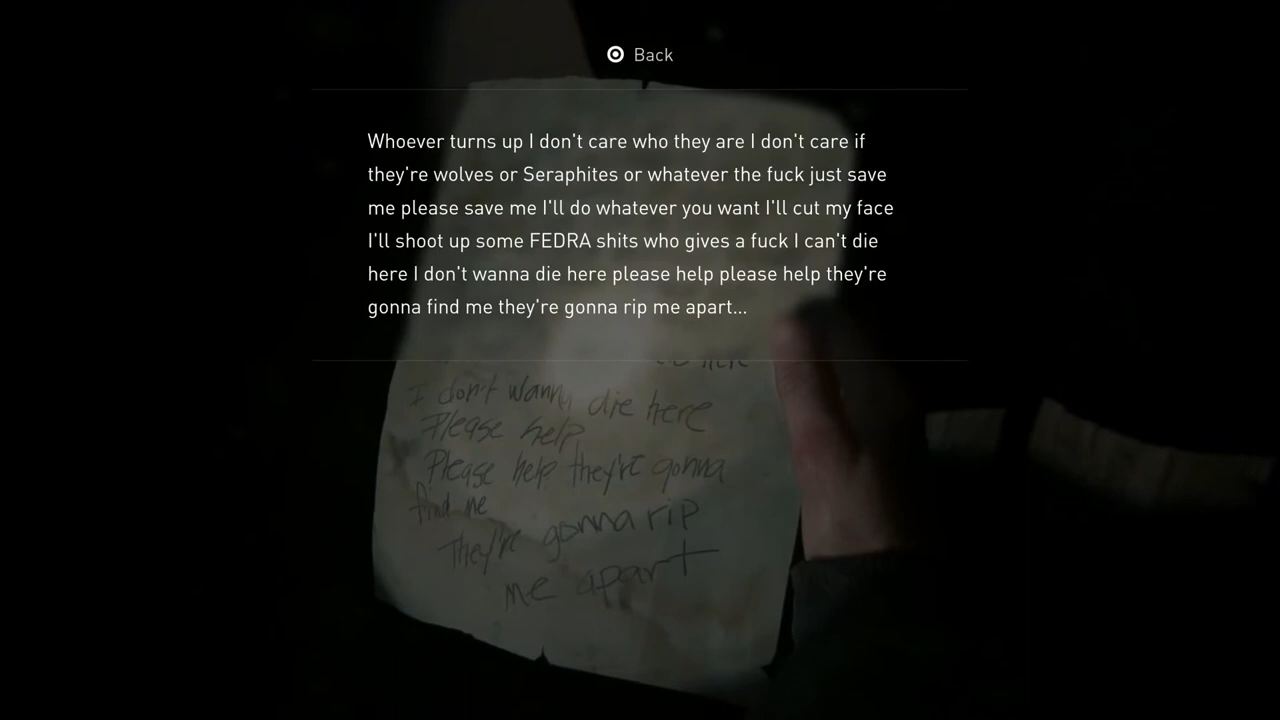 Back
Whoever turns up I don't care who they are I don't care if
they're wolves or Seraphites or whatever the fuck just save
me please save me I'll do whatever you want I'll cut my face
I'll shoot up some FEDRA shits who gives a fuck I can't die
here I don't wanna die here please help please help they're
gonna find me they're gonna rip me apart...
die here
I don't wanna die here
Please help
Please help they're gonna
find me
They're gonna rip
me apart